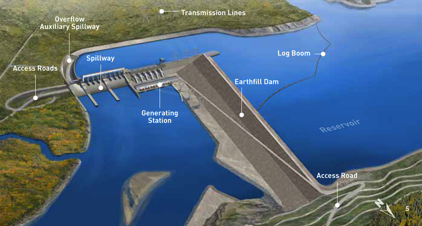 Transmission Lines
Overflow
Auxiliary Spillway
Log Boom
Spillway
Access Roads
Earthfill Dam
Generating
Station
Reservoir
Access Road
N
5